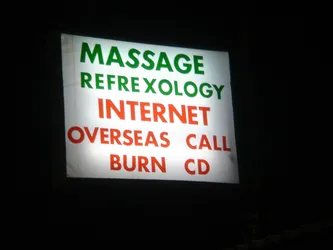 MASSAGE
REFREXOLOGY
INTERNET
OVERSEAS CALL
BURN CD